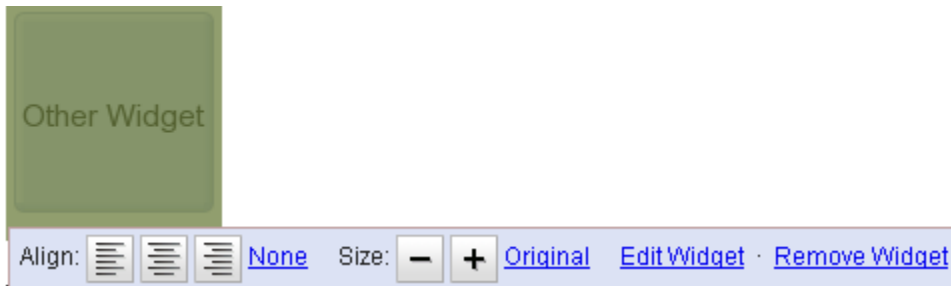 Other Widget
Align: None Size: − + Original Edit Widget · Remove Widget